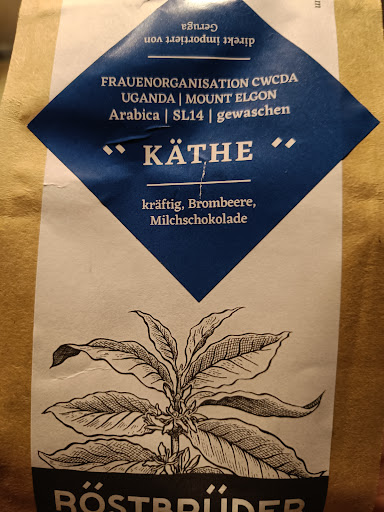 direkt importiert von
Geruga
FRAUENORGANISATION CWCDA
UGANDA | MOUNT ELGON
Arabica | SL14 | gewaschen
“ KÄTHE ”
kräftig, Brombeere,
Milchschokolade
RÖSTBRÜDER